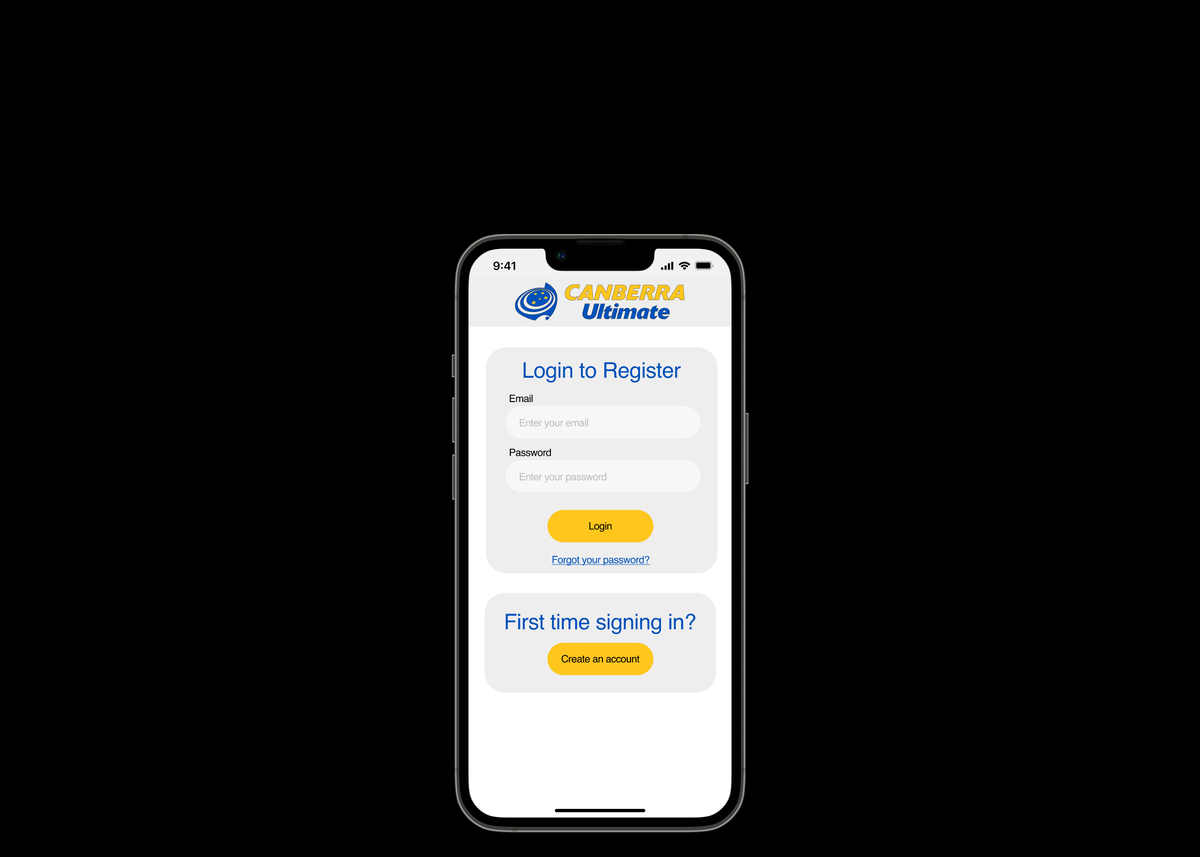 9:41
CANBERRA
Ultimate
Login to Register
Email
Enter your email
Password
Enter your password
Login
Forgot your password?
First time signing in?
Create an account